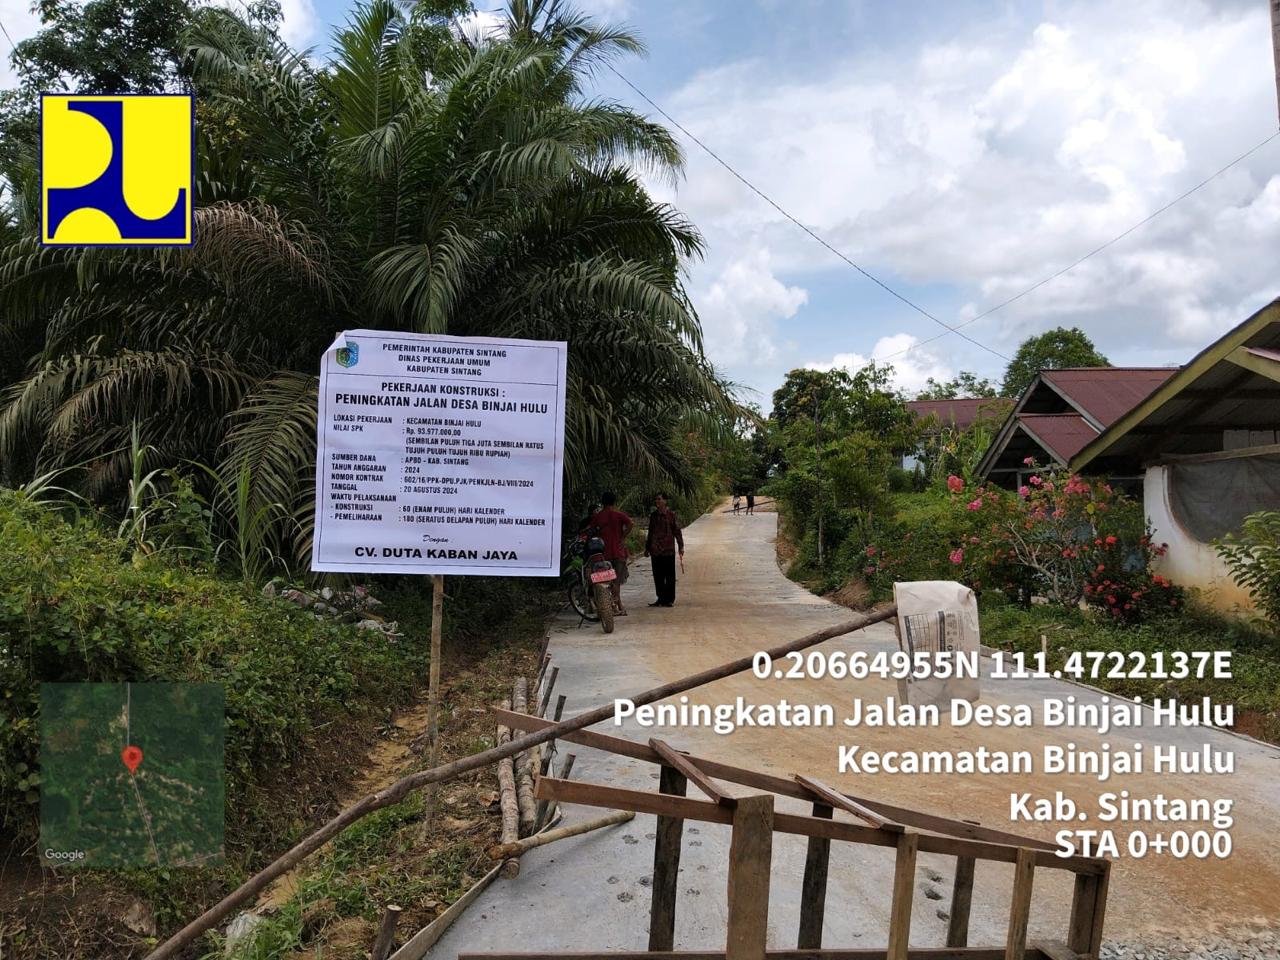 PEMERINTAH KABUPATEN SINTANG
DINAS PEKERJAAN UMUM
KABUPATEN SINTANG
PEKERJAAN KONSTRUKSI :
PENINGKATAN JALAN DESA BINJAI HULU
LOKASI PEKERJAAN : KECAMATAN BINJAI HULU
NILAI SPK : Rp. 93.977.000,00
(SEMBILAN PULUH TIGA JUTA SEMBILAN RATUS
TUJUH PULUH TUJUH RIBU RUPIAH)
SUMBER DANA : APBD - KAB. SINTANG
TAHUN ANGGARAN : 2024
NOMOR KONTRAK : 602/16/PPK-DPU.PJK/PENKJLN-BJ/VIII/2024
TANGGAL : 20 AGUSTUS 2024
WAKTU PELAKSANAAN
- KONSTRUKSI : 60 (ENAM PULUH) HARI KALENDER
- PEMELIHARAAN : 180 (SERATUS DELAPAN PULUH) HARI KALENDER
Dengan
CV. DUTA KABAN JAYA
0.20664955N 111.4722137E
Peningkatan Jalan Desa Binjai Hulu
Kecamatan Binjai Hulu
Kab. Sintang
STA 0+000
Google